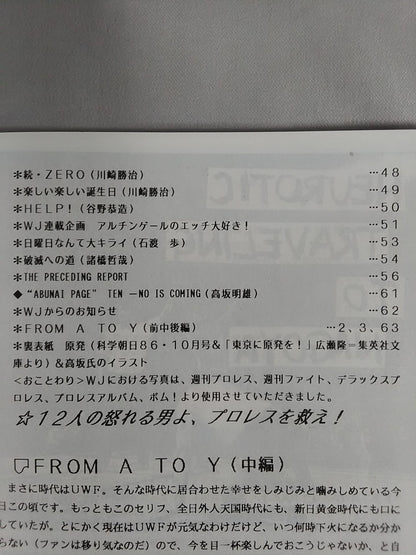 *続・ZERO(川崎勝治) …48
*楽しい楽しい誕生日(川崎勝治) …49
*HELP!(谷野恭造) …50
*WJ連載企画 アルチンゲールのエッチ大好き! …51
*日曜日なんて大キライ(石渡 歩) …53
*破滅への道(諸橋哲哉) …54
*THE PRECEDING REPORT …56
◆“ABUNAI PAGE” TEN −NO IS COMING(高坂明雄) …61
*WJからのお知らせ …62
*FROM A TO Y(前中後編) …2,3,63
*裏表紙 原発(科学朝日86・10月号&「東京に原発を!」広瀬隆=集英社文
庫より)&高坂氏のイラスト
<おことわり>WJにおける写真は、週刊プロレス、週刊ファイト、デラックスプ
ロレス、プロレスアルバム、ボム!より使用させていただきました。
☆12人の怒れる男よ、プロレスを救え!
FROM A TO Y(中編)
まさに時代はUWF。そんな時代に居合わせた幸せをしみじみと噛みしめている今
日この頃です。もっともこのセリフ、全日外人天国時代にも、新日黄金時代にも口に
していたが。とにかく現在はUWFが元気なわけだけど、いつ何時下火になるか分か
らない(ファンは移り気なのだ)ので、今を目一杯楽しんでおこうじゃないか、と自